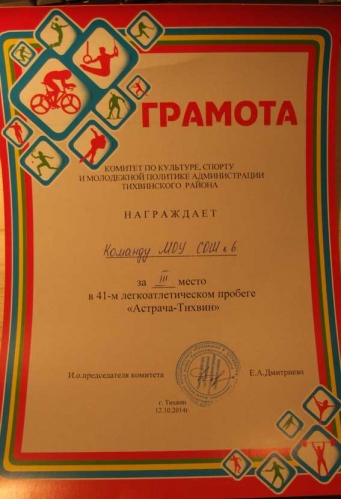 ГРАМОТА
КОМИТЕТ ПО КУЛЬТУРЕ, СПОРТУ
И МОЛОДЕЖНОЙ ПОЛИТИКЕ АДМИНИСТРАЦИИ
ТИХВИНСКОГО РАЙОНА
НАГРАЖДАЕТ
Команду МОУ СОШ № 6
за III место
в 41-м легкоатлетическом пробеге
«Астрача-Тихвин»
И.о.председателя комитета Е.А.Дмитриева
г. Тихвин
12.10.2014г